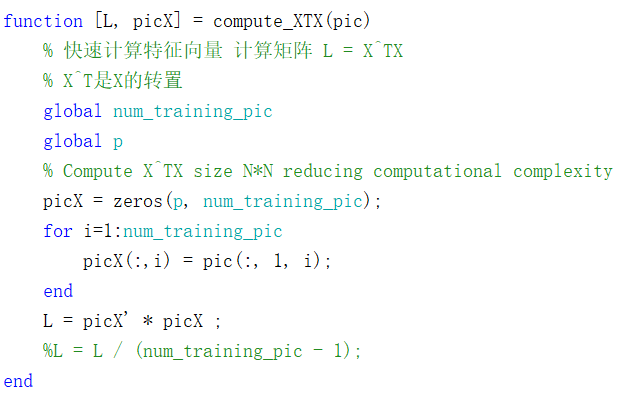 function [L, picX] = compute_XTX(pic)
    % 快速计算特征向量 计算矩阵 L = X^TX
    % X^T是X的转置
    global num_training_pic
    global p
    % Compute X^TX size N*N reducing computational complexity
    picX = zeros(p, num_training_pic);
    for i=1:num_training_pic
        picX(:,i) = pic(:, 1, i);
    end
    L = picX' * picX ;
    %L = L / (num_training_pic - 1);
end